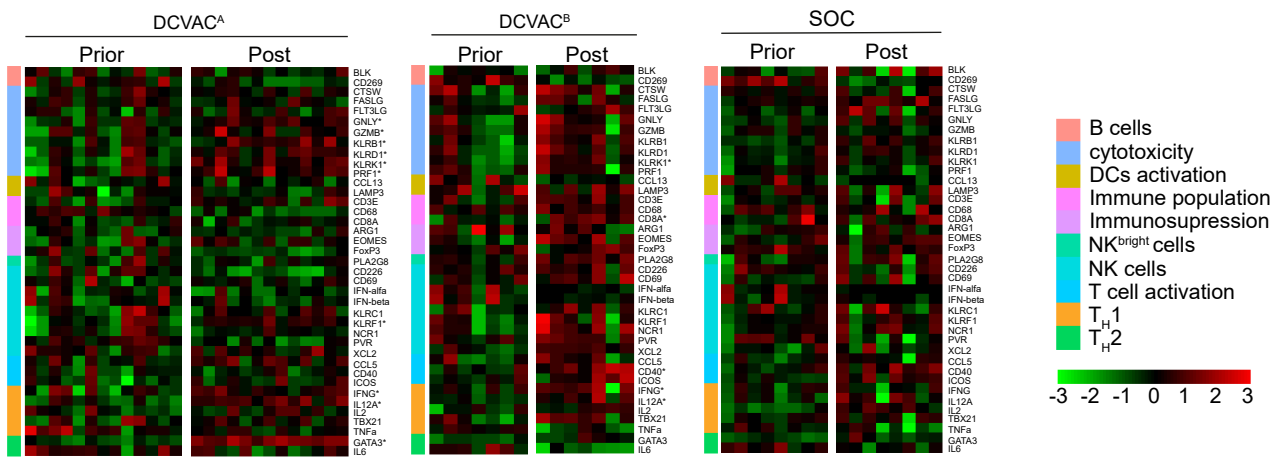 DCVACᴬ
DCVACᴮ
SOC
Prior
Post
Prior
Post
Prior
Post
BLK
CD269
CTSW
FASLG
FLT3LG
GNLY*
GZMB*
KLRB1*
KLRD1*
KLRK1*
PRF1*
CCL13
LAMP3
CD3E
CD68
CD8A
ARG1
EOMES
FoxP3
PLA2G8
CD226
CD69
IFN-alfa
IFN-beta
KLRC1
KLRF1*
NCR1
PVR
XCL2
CCL5
CD40
ICOS
IFNG*
IL12A*
IL2
TBX21
TNFa
GATA3*
IL6
BLK
CD269
CTSW
FASLG
FLT3LG
GNLY
GZMB
KLRB1
KLRD1
KLRK1*
PRF1
CCL13
LAMP3
CD3E
CD68
CD8A*
ARG1
EOMES
FoxP3
PLA2G8
CD226
CD69
IFN-alfa
IFN-beta
KLRC1
KLRF1
NCR1
PVR
XCL2
CCL5
CD40*
ICOS
IFNG*
IL12A*
IL2
TBX21
TNFa
GATA3
IL6
BLK
CD269
CTSW
FASLG
FLT3LG
GNLY
GZMB
KLRB1
KLRD1
KLRK1
PRF1
CCL13
LAMP3
CD3E
CD68
CD8A
ARG1
EOMES
FoxP3
PLA2G8
CD226
CD69
IFN-alfa
IFN-beta
KLRC1
KLRF1
NCR1
PVR
XCL2
CCL5
CD40
ICOS
IFNG
IL12A
IL2
TBX21
TNFa
GATA3
IL6
B cells
cytotoxicity
DCs activation
Immune population
Immunosupression
NKbright cells
NK cells
T cell activation
TH1
TH2
-3 -2 -1 0 1 2 3